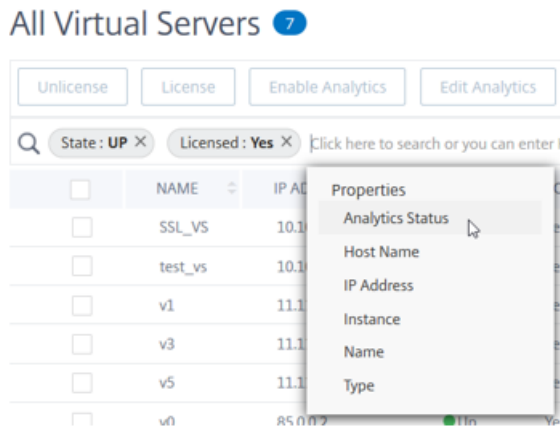 All Virtual Servers 7
Unlicense License Enable Analytics Edit Analytics
State : UP × Licensed : Yes × Click here to search or you can enter
NAME IP AD
Properties
Analytics Status
Host Name
IP Address
Instance
Name
Type
SSL_VS 10.1
test_vs 10.1
v1 11.1
v3 11.1
v5 11.1
v0 85.0.0.2 Up Ye